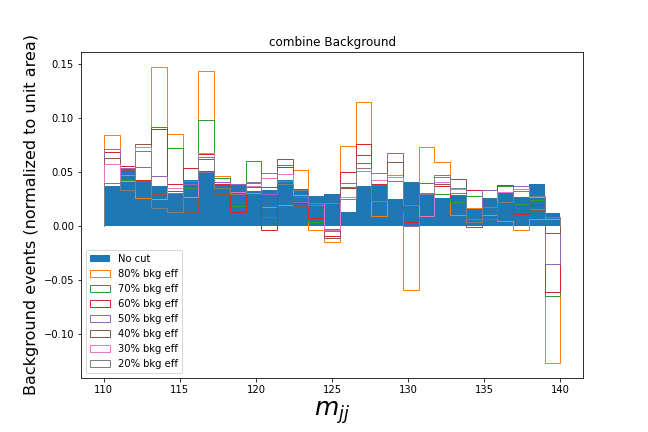 combine Background
Background events (normalized to unit area)
0.15
0.10
0.05
0.00
−0.05
−0.10
No cut
80% bkg eff
70% bkg eff
60% bkg eff
50% bkg eff
40% bkg eff
30% bkg eff
20% bkg eff
110 115 120 125 130 135 140
m_{jj}